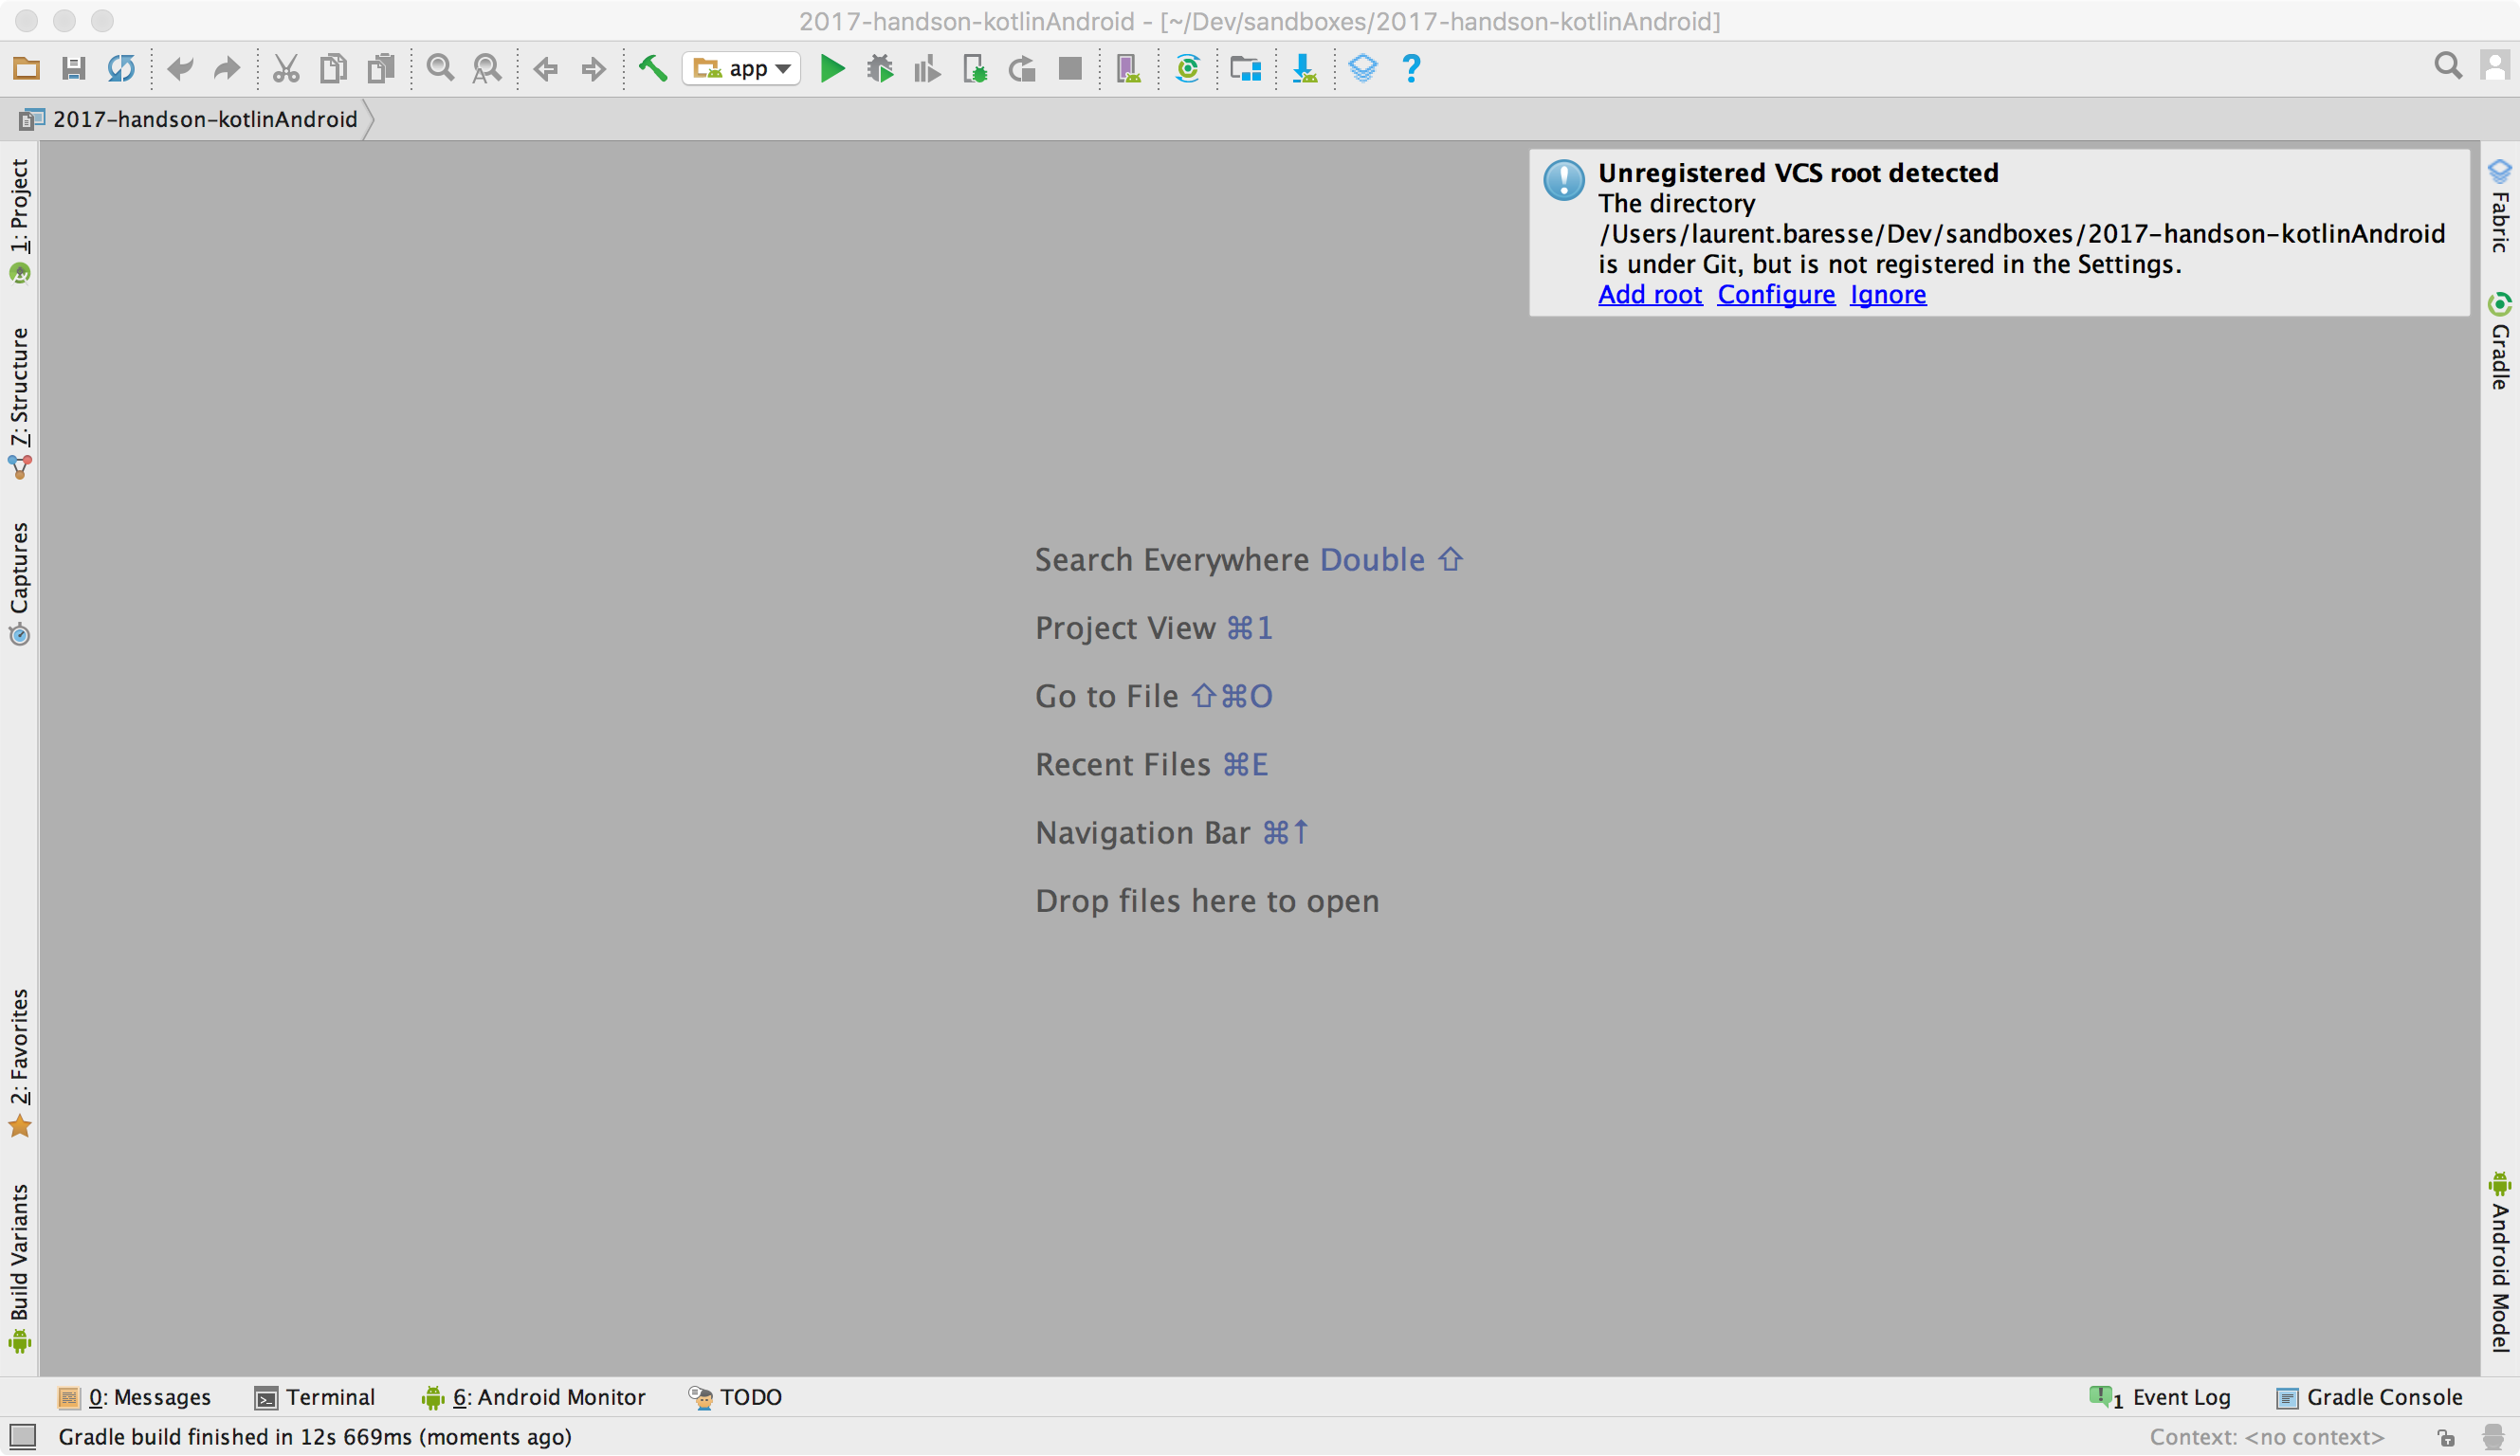 2017-handson-kotlinAndroid - [~/Dev/sandboxes/2017-handson-kotlinAndroid]
app
?
2017-handson-kotlinAndroid
1: Project
7: Structure
Captures
2: Favorites
Build Variants
Unregistered VCS root detected
The directory
/Users/laurent.baresse/Dev/sandboxes/2017-handson-kotlinAndroid
is under Git, but is not registered in the Settings.
Add root Configure Ignore
Fabric
Gradle
Android Model
Search Everywhere Double ⇧
Project View ⌘1
Go to File ⇧⌘O
Recent Files ⌘E
Navigation Bar ⌘↑
Drop files here to open
0: Messages Terminal 6: Android Monitor TODO 1 Event Log Gradle Console
Gradle build finished in 12s 669ms (moments ago) Context: <no context>